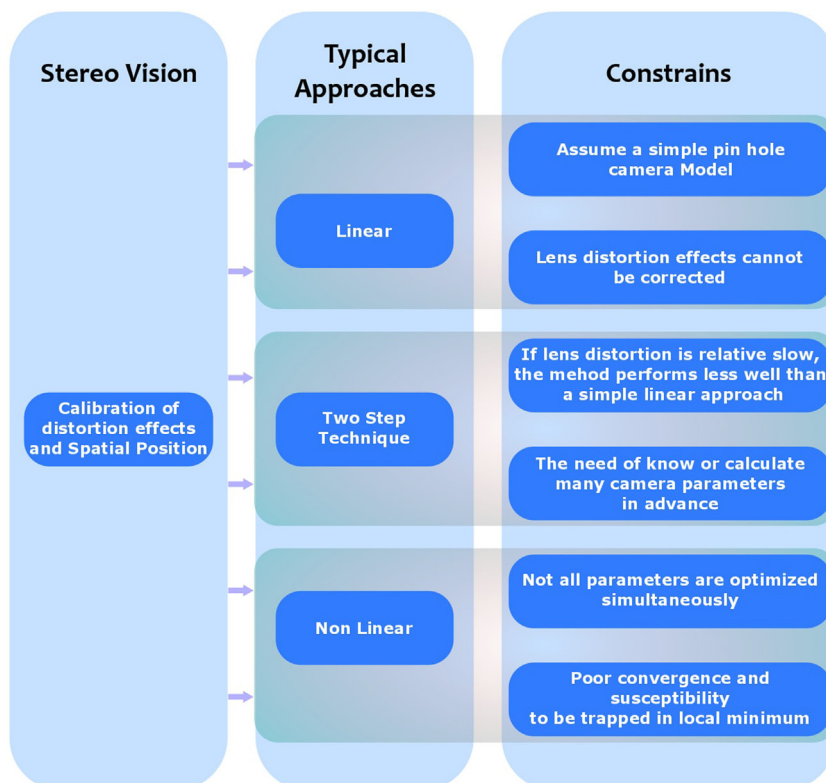 Stereo Vision
Typical
Approaches
Constrains
Calibration of
distortion effects
and Spatial Position
Linear
Assume a simple pin hole
camera Model
Lens distortion effects cannot
be corrected
Two Step
Technique
If lens distortion is relative slow,
the mehod performs less well than
a simple linear approach
The need of know or calculate
many camera parameters
in advance
Non Linear
Not all parameters are optimized
simultaneously
Poor convergence and
susceptibility
to be trapped in local minimum